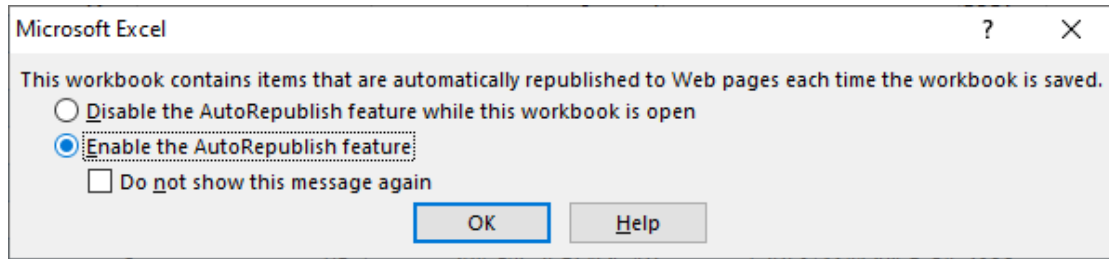 Microsoft Excel ?
This workbook contains items that are automatically republished to Web pages each time the workbook is saved.
Disable the AutoRepublish feature while this workbook is open
Enable the AutoRepublish feature
Do not show this message again
OK Help